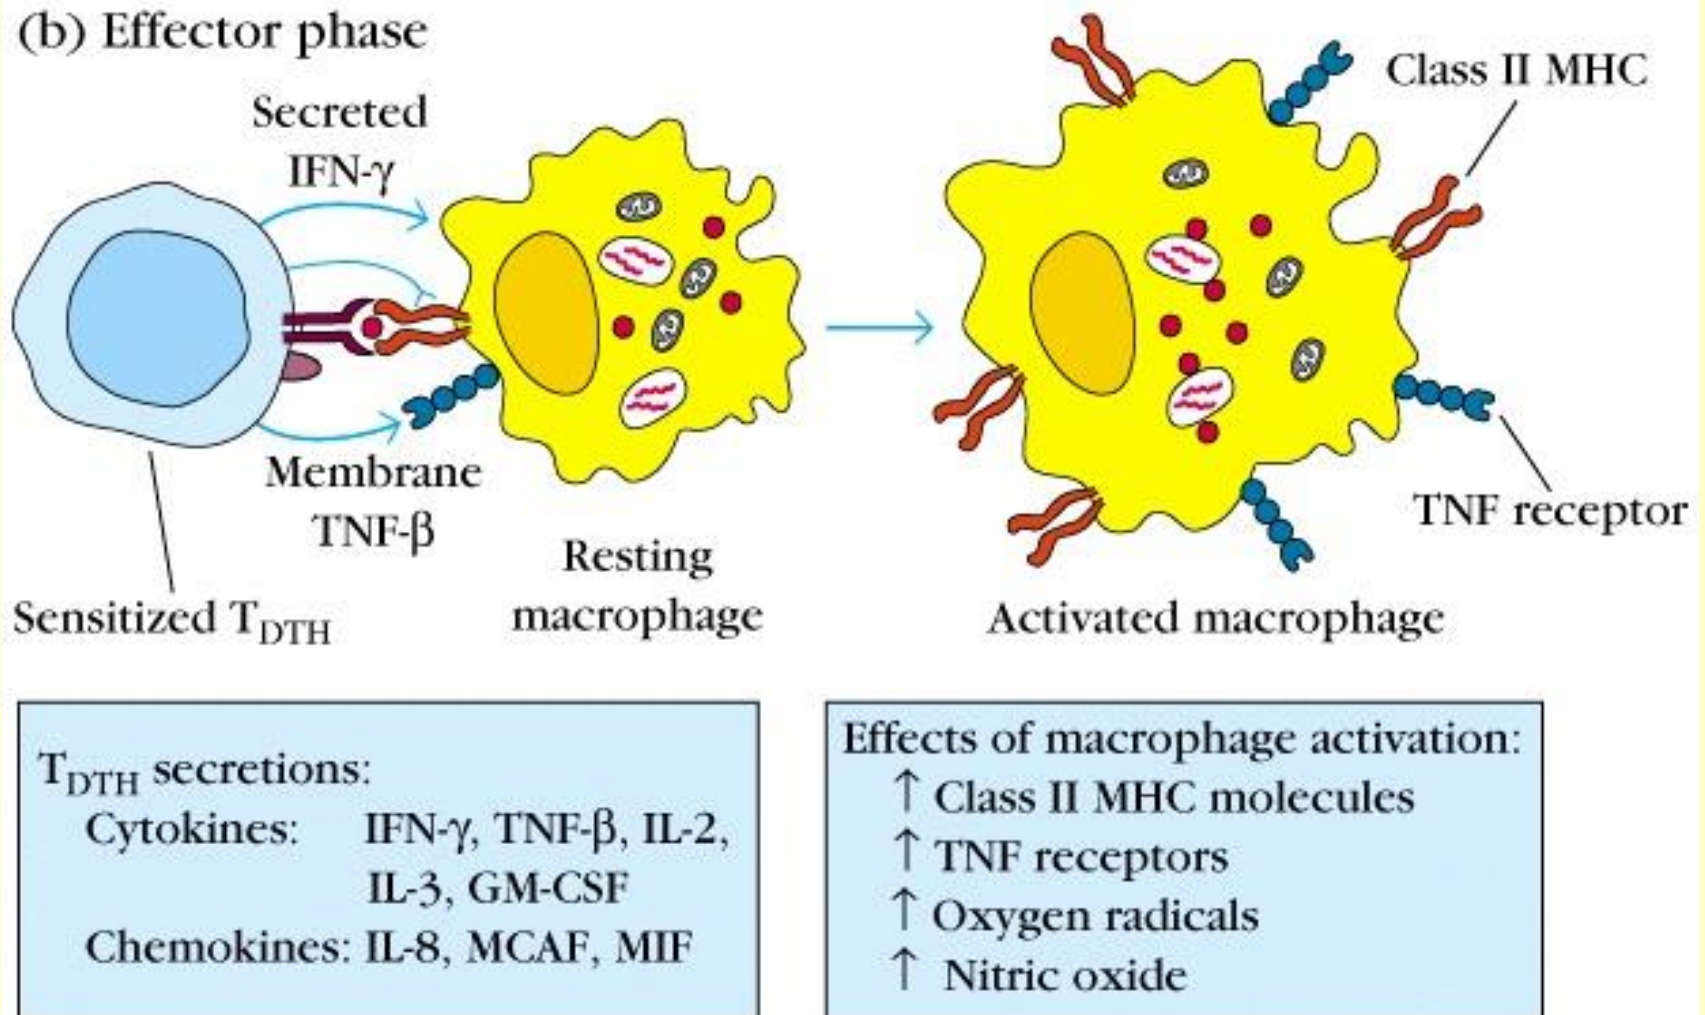 (b) Effector phase
Secreted
IFN-γ
Class II MHC
Membrane
TNF-β
Resting
macrophage
TNF receptor
Sensitized TDTH
Activated macrophage
TDTH secretions:
Cytokines: IFN-γ, TNF-β, IL-2,
IL-3, GM-CSF
Chemokines: IL-8, MCAF, MIF
Effects of macrophage activation:
↑ Class II MHC molecules
↑ TNF receptors
↑ Oxygen radicals
↑ Nitric oxide